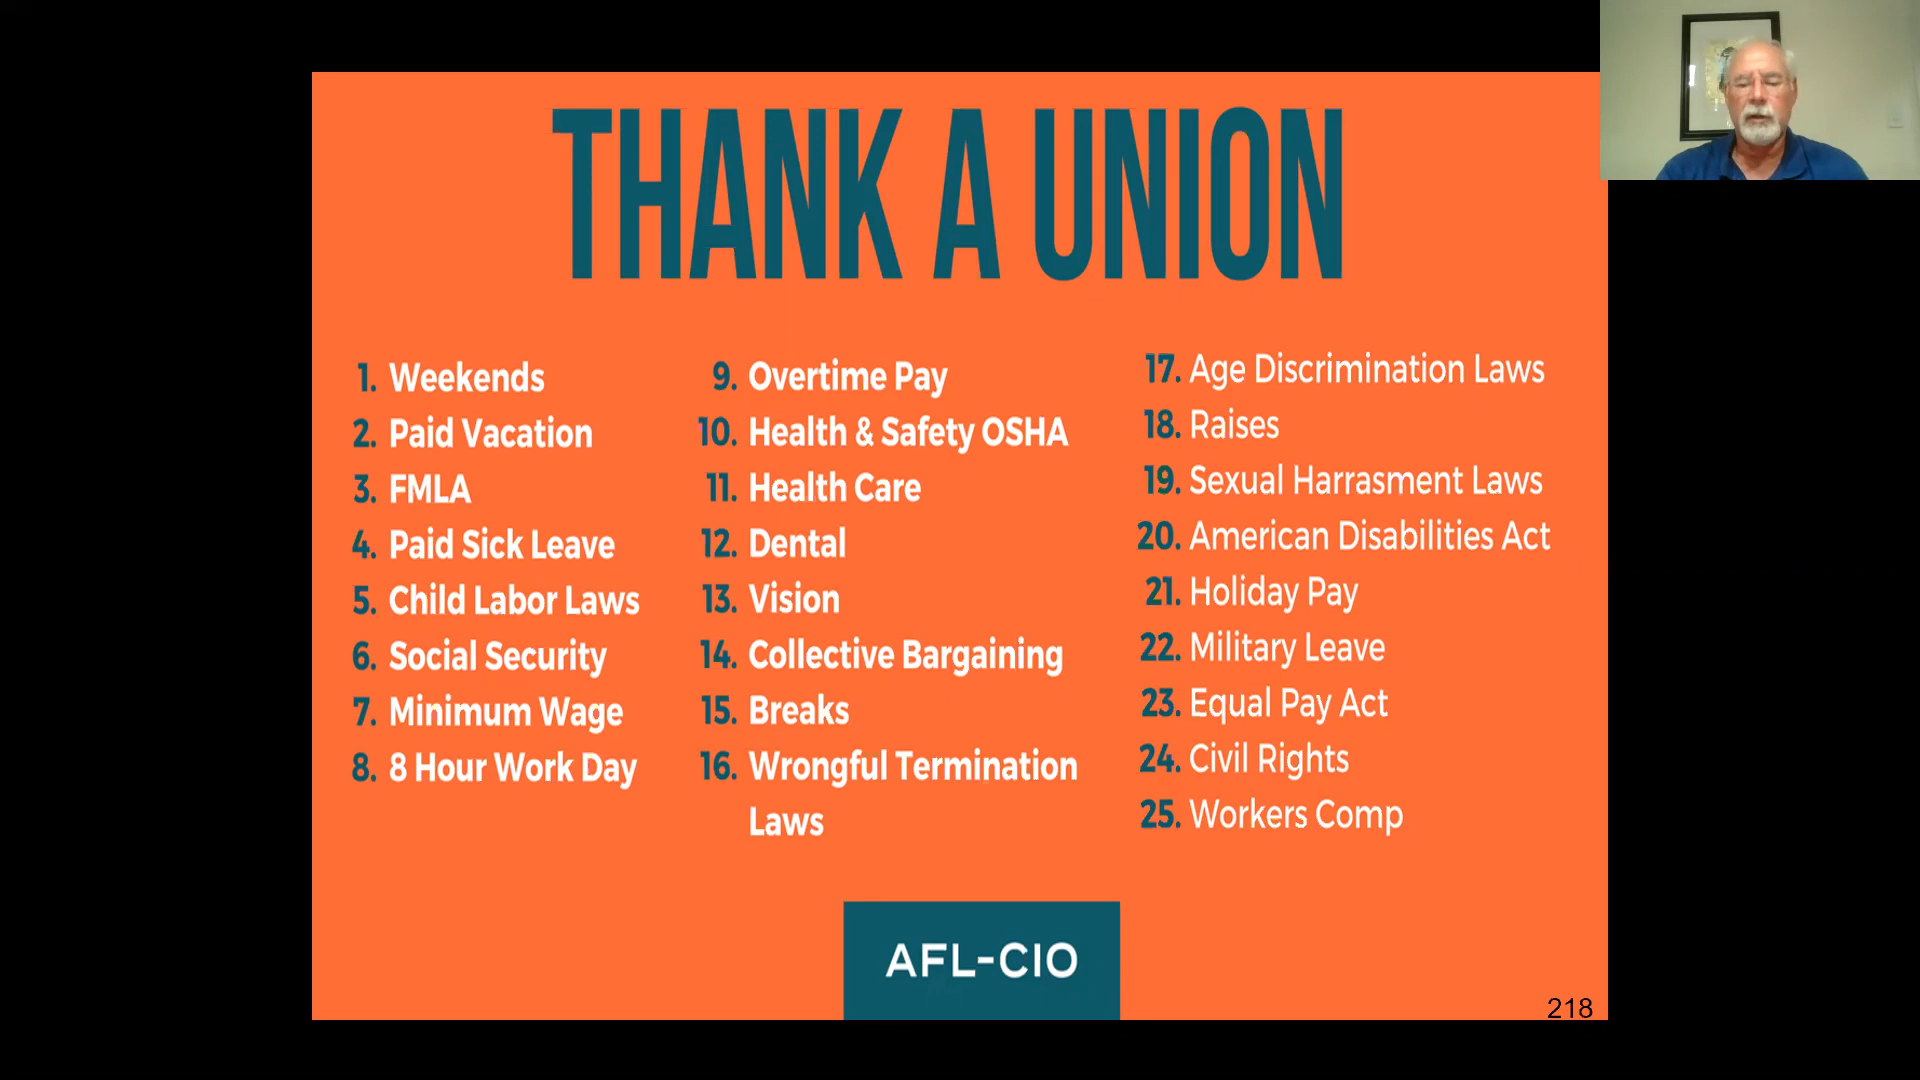 THANK A UNION
1. Weekends
2. Paid Vacation
3. FMLA
4. Paid Sick Leave
5. Child Labor Laws
6. Social Security
7. Minimum Wage
8. 8 Hour Work Day
9. Overtime Pay
10. Health & Safety OSHA
11. Health Care
12. Dental
13. Vision
14. Collective Bargaining
15. Breaks
16. Wrongful Termination
Laws
17. Age Discrimination Laws
18. Raises
19. Sexual Harrasment Laws
20. American Disabilities Act
21. Holiday Pay
22. Military Leave
23. Equal Pay Act
24. Civil Rights
25. Workers Comp
AFL-CIO
218